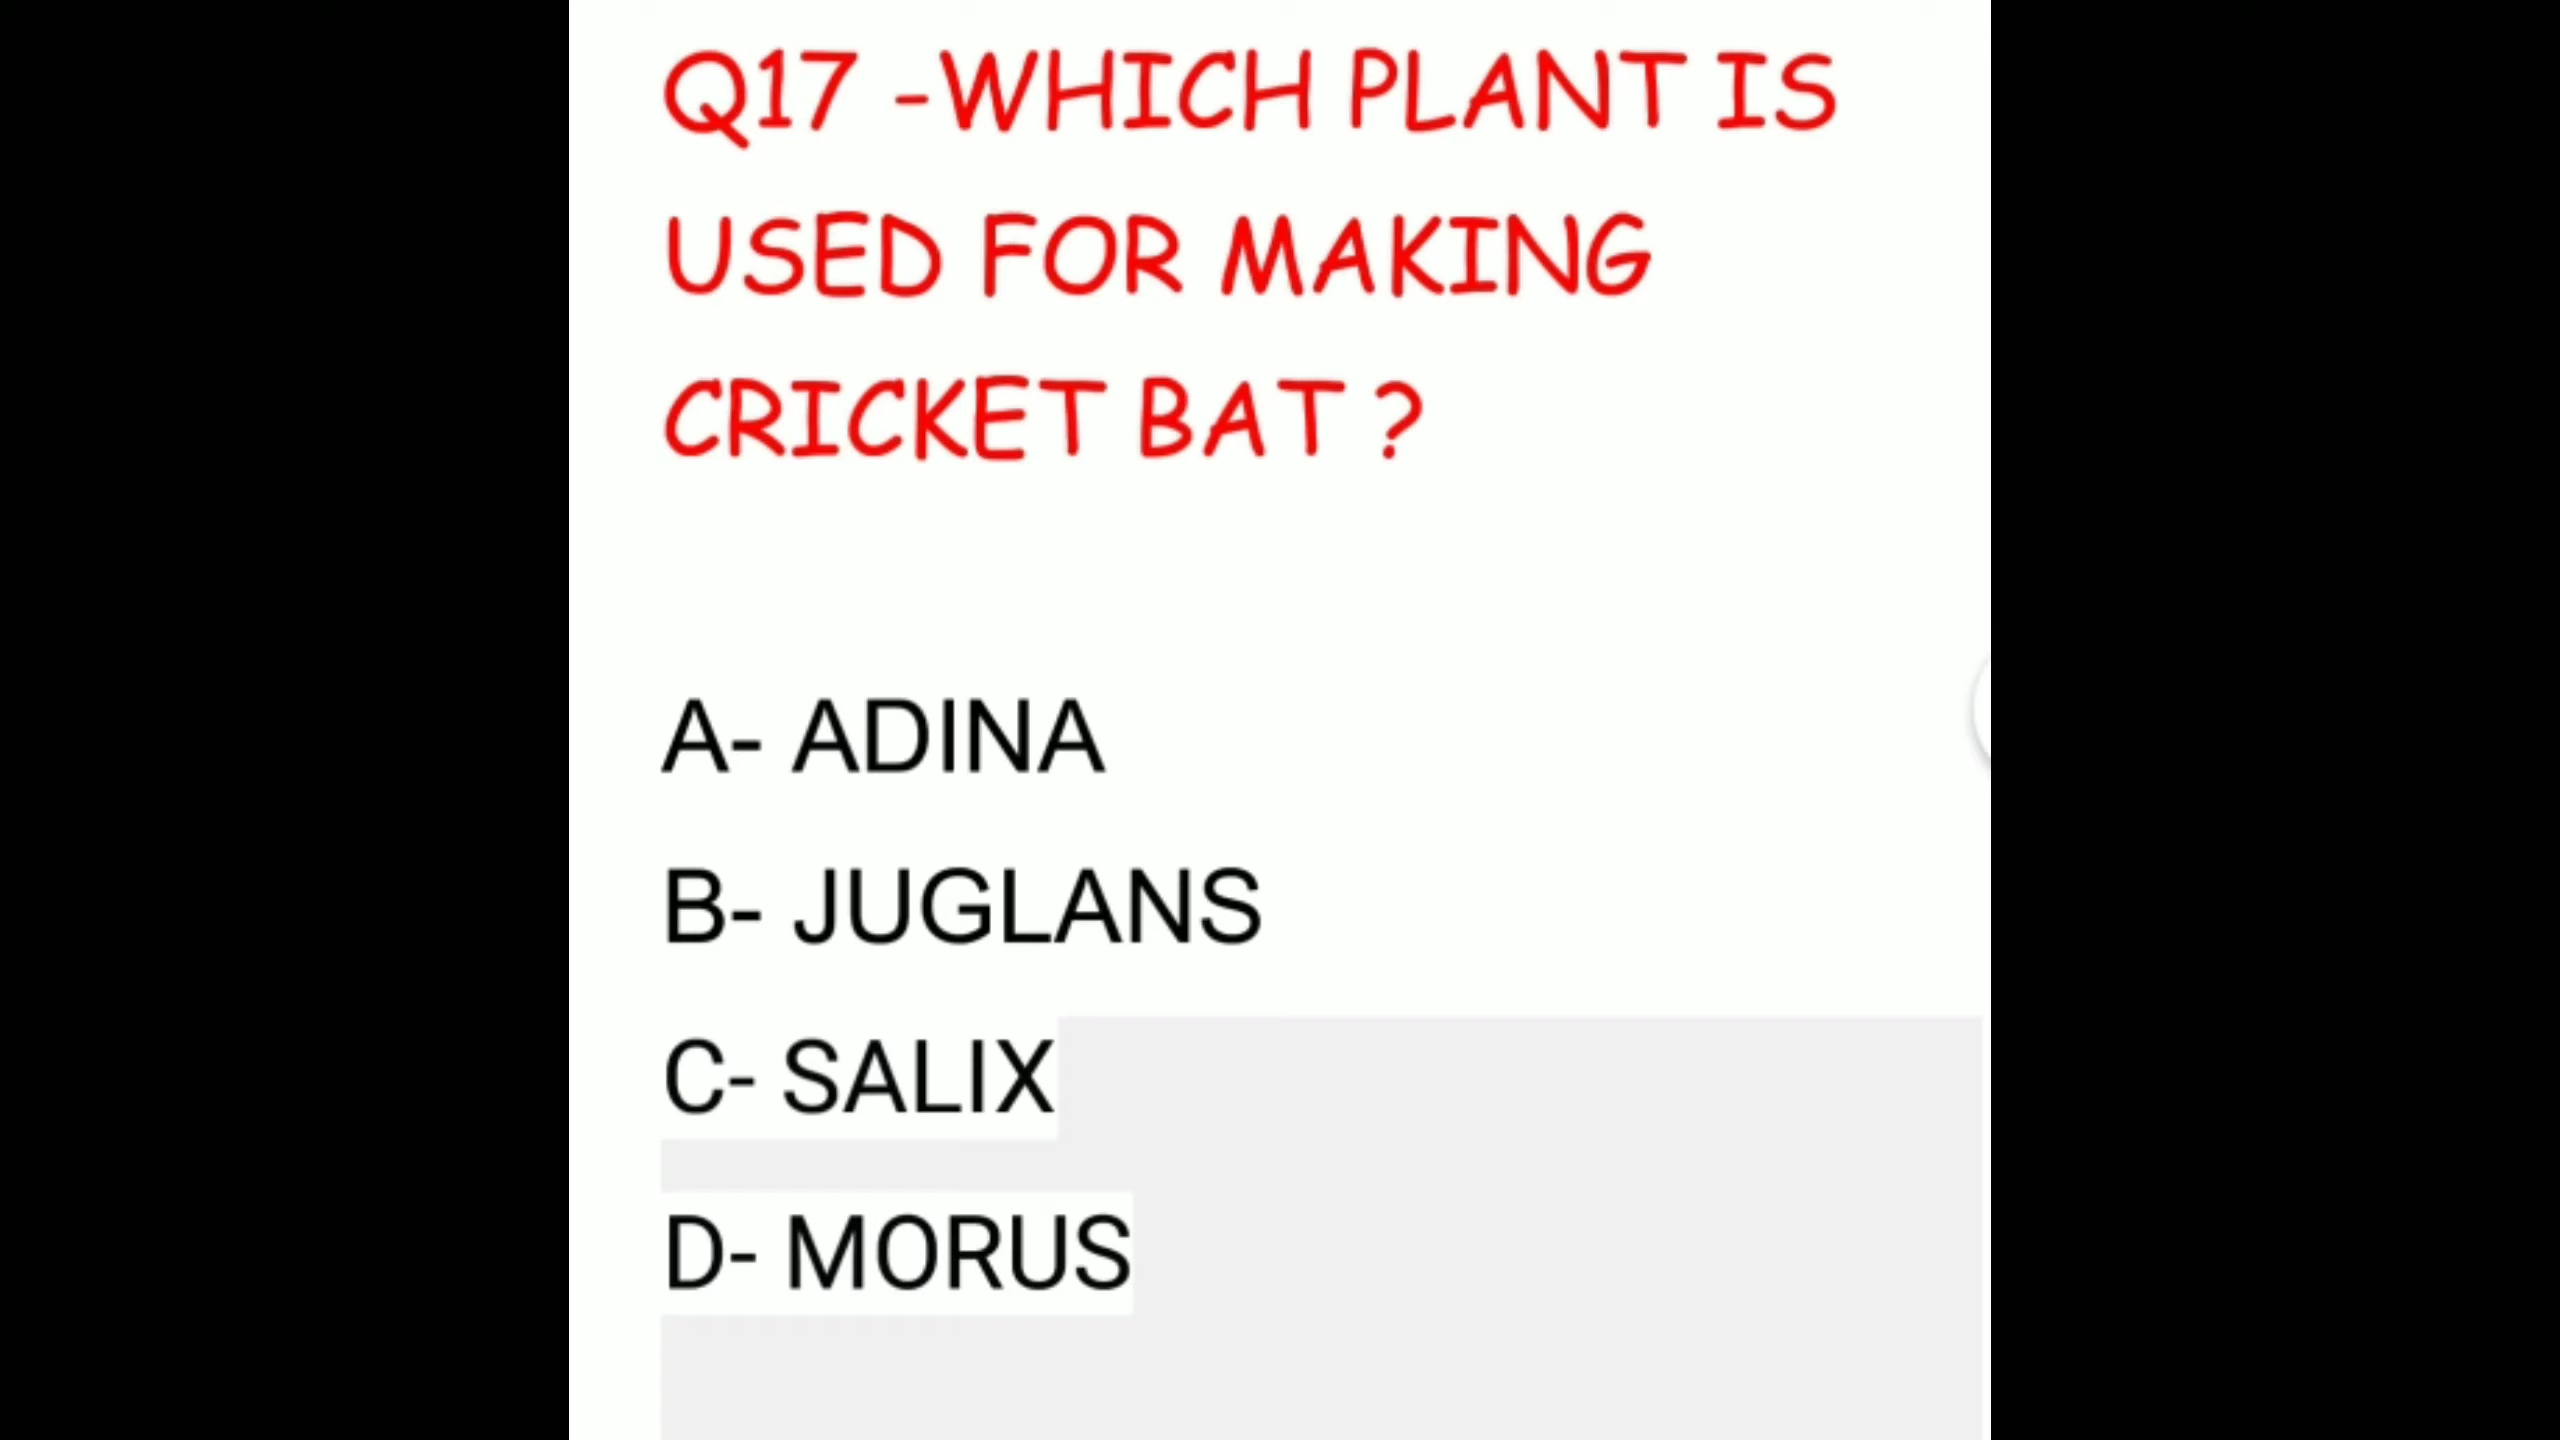 Q17 -WHICH PLANT IS
USED FOR MAKING
CRICKET BAT ?
A- ADINA
B- JUGLANS
C- SALIX
D- MORUS